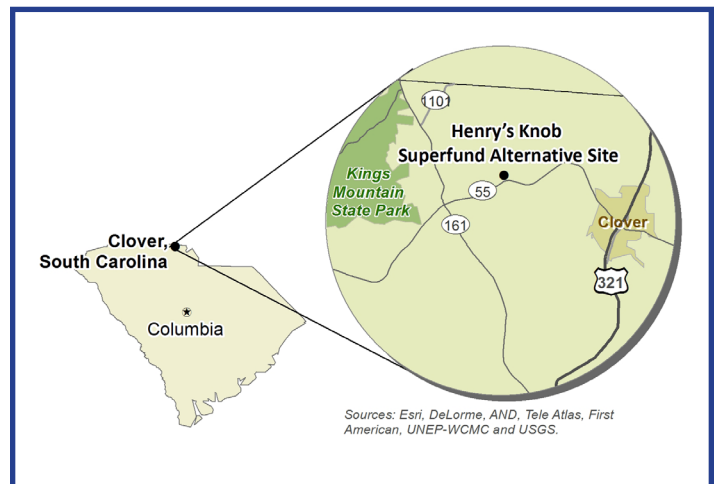 1101
Henry's Knob
Superfund Alternative Site
Kings
Mountain
State Park
55
161
Clover
321
Clover,
South Carolina
Columbia
Sources: Esri, DeLorme, AND, Tele Atlas, First
American, UNEP-WCMC and USGS.